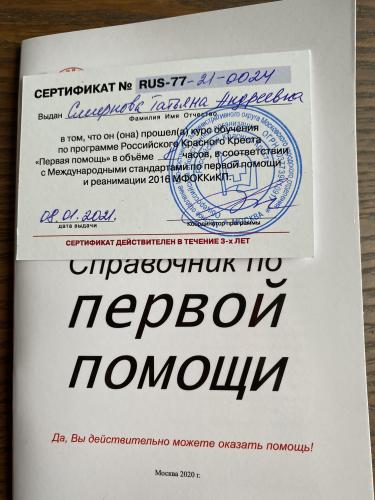 СЕРТИФИКАТ № RUS-77-21-0024
Выдан Смирнова Татьяна Андреевна
Фамилия Имя Отчество
в том, что он (она) прошел(а) курс обучения
по программе Российского Красного Креста
«Первая помощь» в объёме часов, в соответствии
с Международными стандартами по первой помощи
и реанимации 2016 МФОККиКП.
08.01.2021.
дата выдачи координатор программы
СЕРТИФИКАТ ДЕЙСТВИТЕЛЕН В ТЕЧЕНИЕ 3-х ЛЕТ
Справочник по
первой
помощи
Да, Вы действительно можете оказать помощь!
Москва 2020 г.